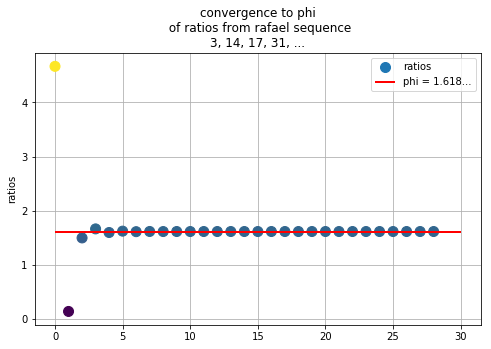 convergence to phi
of ratios from rafael sequence
3, 14, 17, 31, ...
ratios
phi = 1.618...
ratios
4
3
2
1
0
0 5 10 15 20 25 30